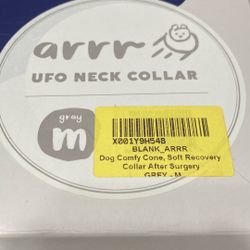 arrr
UFO NECK COLLAR
gray
m
X001Y9H54B
BLANK_ARRR
Dog Comfy Cone, Soft Recovery
Collar After Surgery
GREY - M